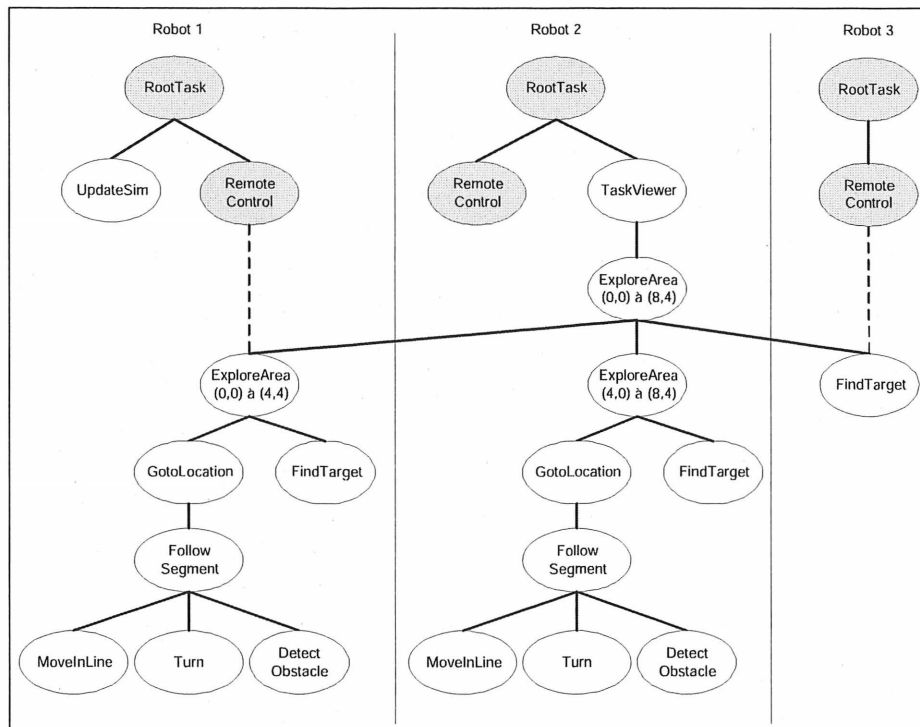 Robot 1
Robot 2
Robot 3
RootTask
RootTask
RootTask
UpdateSim
Remote
Control
Remote
Control
TaskViewer
Remote
Control
ExploreArea
(0,0) à (8,4)
ExploreArea
(0,0) à (4,4)
ExploreArea
(4,0) à (8,4)
FindTarget
GotoLocation
FindTarget
GotoLocation
FindTarget
Follow
Segment
Follow
Segment
MoveInLine
Turn
Detect
Obstacle
MoveInLine
Turn
Detect
Obstacle